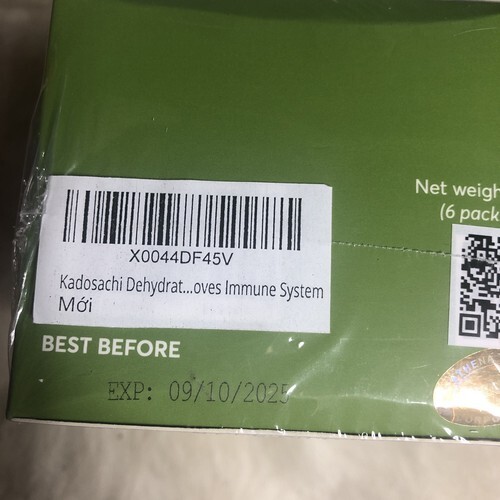 Net weigh
(6 pack
X0044DF45V
Kadosachi Dehydrat...oves Immune System
Mới
BEST BEFORE
EXP: 09/10/2025